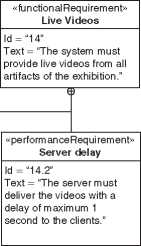 «functionalRequirement»
Live Videos
Id = “14”
Text = “The system must
provide live videos from all
artifacts of the exhibition.”
«performanceRequirement»
Server delay
Id = “14.2”
Text = “The server must
deliver the videos with a
delay of maximum 1
second to the clients.”